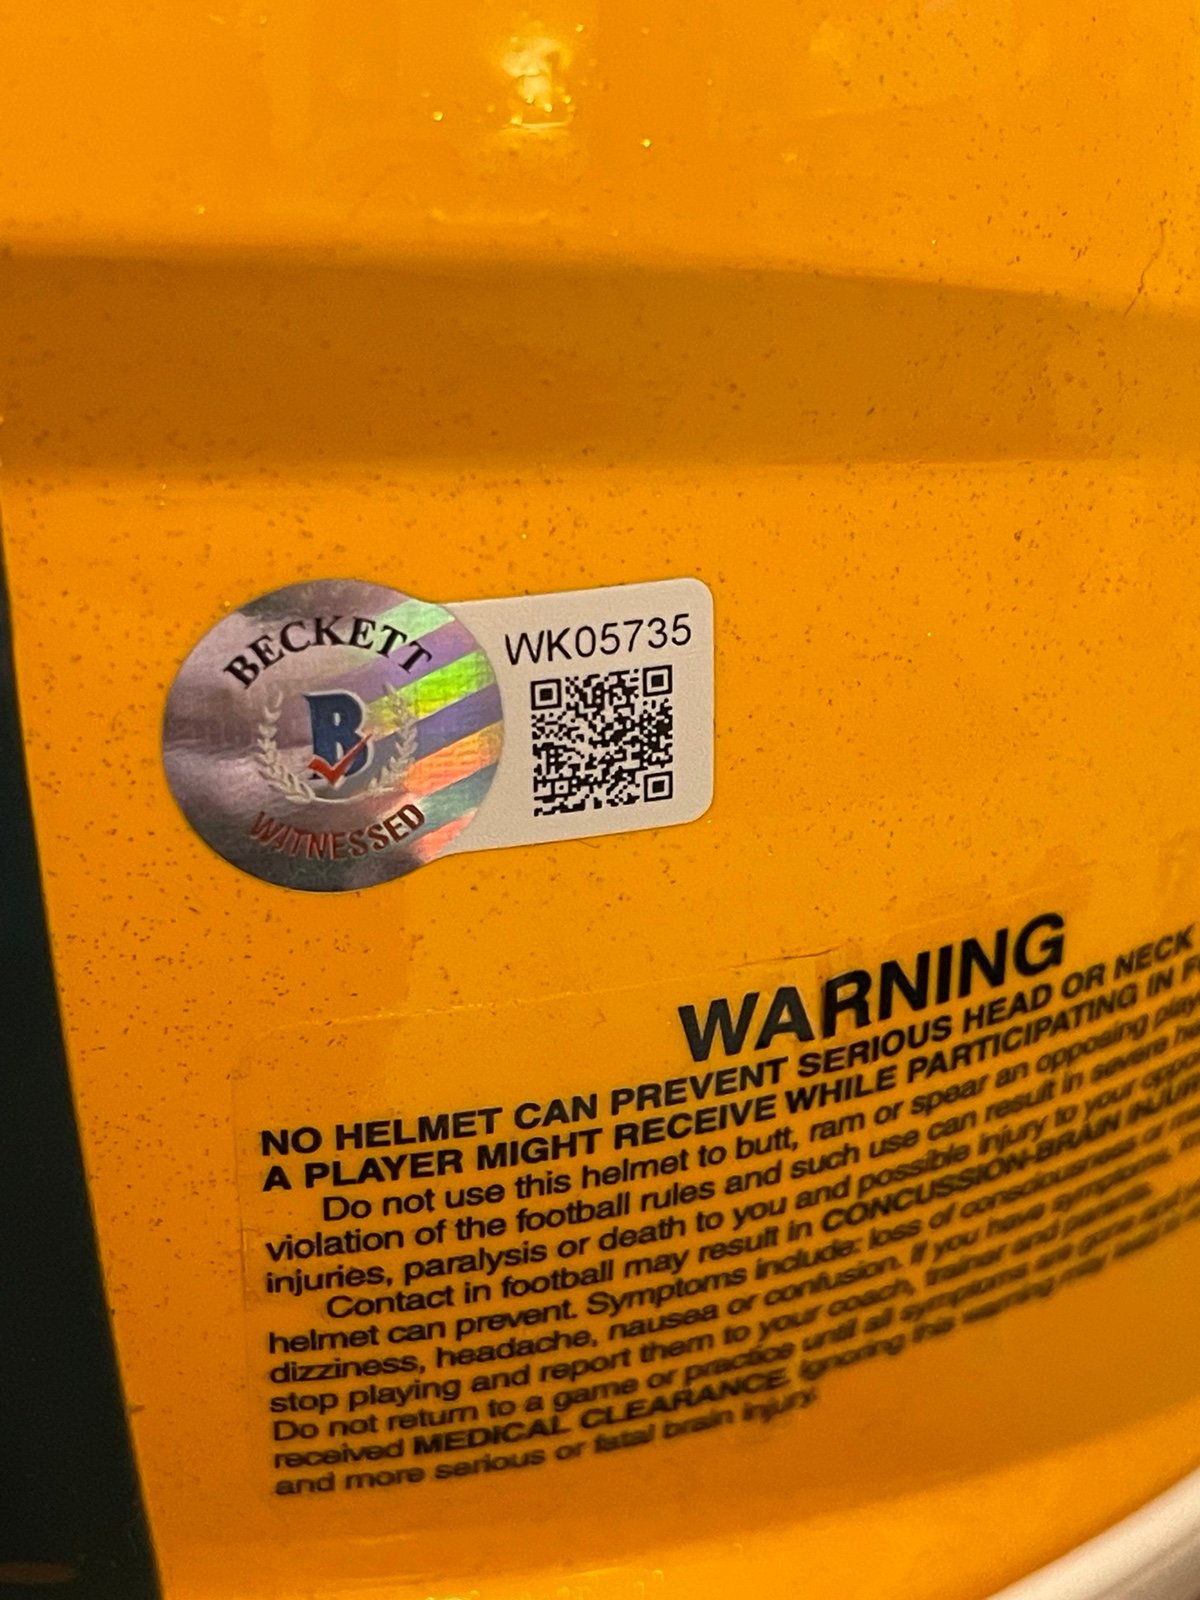 BECKETT
B
WITNESSED
WK05735
WARNING
NO HELMET CAN PREVENT SERIOUS HEAD OR NECK
A PLAYER MIGHT RECEIVE WHILE PARTICIPATING IN
Do not use this helmet to butt, ram or spear an opposing
violation of the football rules and such use can result in severe
injuries, paralysis or death to you and possible injury to your
Contact in football may result in CONCUSSION-BRAIN
helmet can prevent. Symptoms include: loss of consciousness or
dizziness, headache, nausea or confusion. If you have symptoms,
stop playing and report them to your coach, trainer and parents.
Do not return to a game or practice until all symptoms are gone and
received MEDICAL CLEARANCE. Ignoring this warning may
and more serious or fatal brain injury.